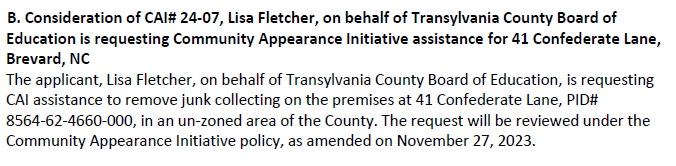 B. Consideration of CAI# 24-07, Lisa Fletcher, on behalf of Transylvania County Board of
Education is requesting Community Appearance Initiative assistance for 41 Confederate Lane,
Brevard, NC
The applicant, Lisa Fletcher, on behalf of Transylvania County Board of Education, is requesting
CAI assistance to remove junk collecting on the premises at 41 Confederate Lane, PID#
8564-62-4660-000, in an un-zoned area of the County. The request will be reviewed under the
Community Appearance Initiative policy, as amended on November 27, 2023.